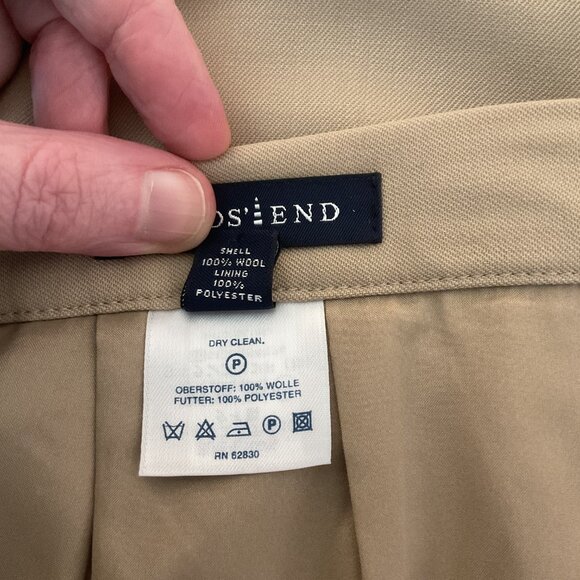 DS' END
SHELL
100% WOOL
LINING
100%
POLYESTER
DRY CLEAN.
P
OBERSTOFF: 100% WOLLE
FUTTER: 100% POLYESTER
P
RN 62830